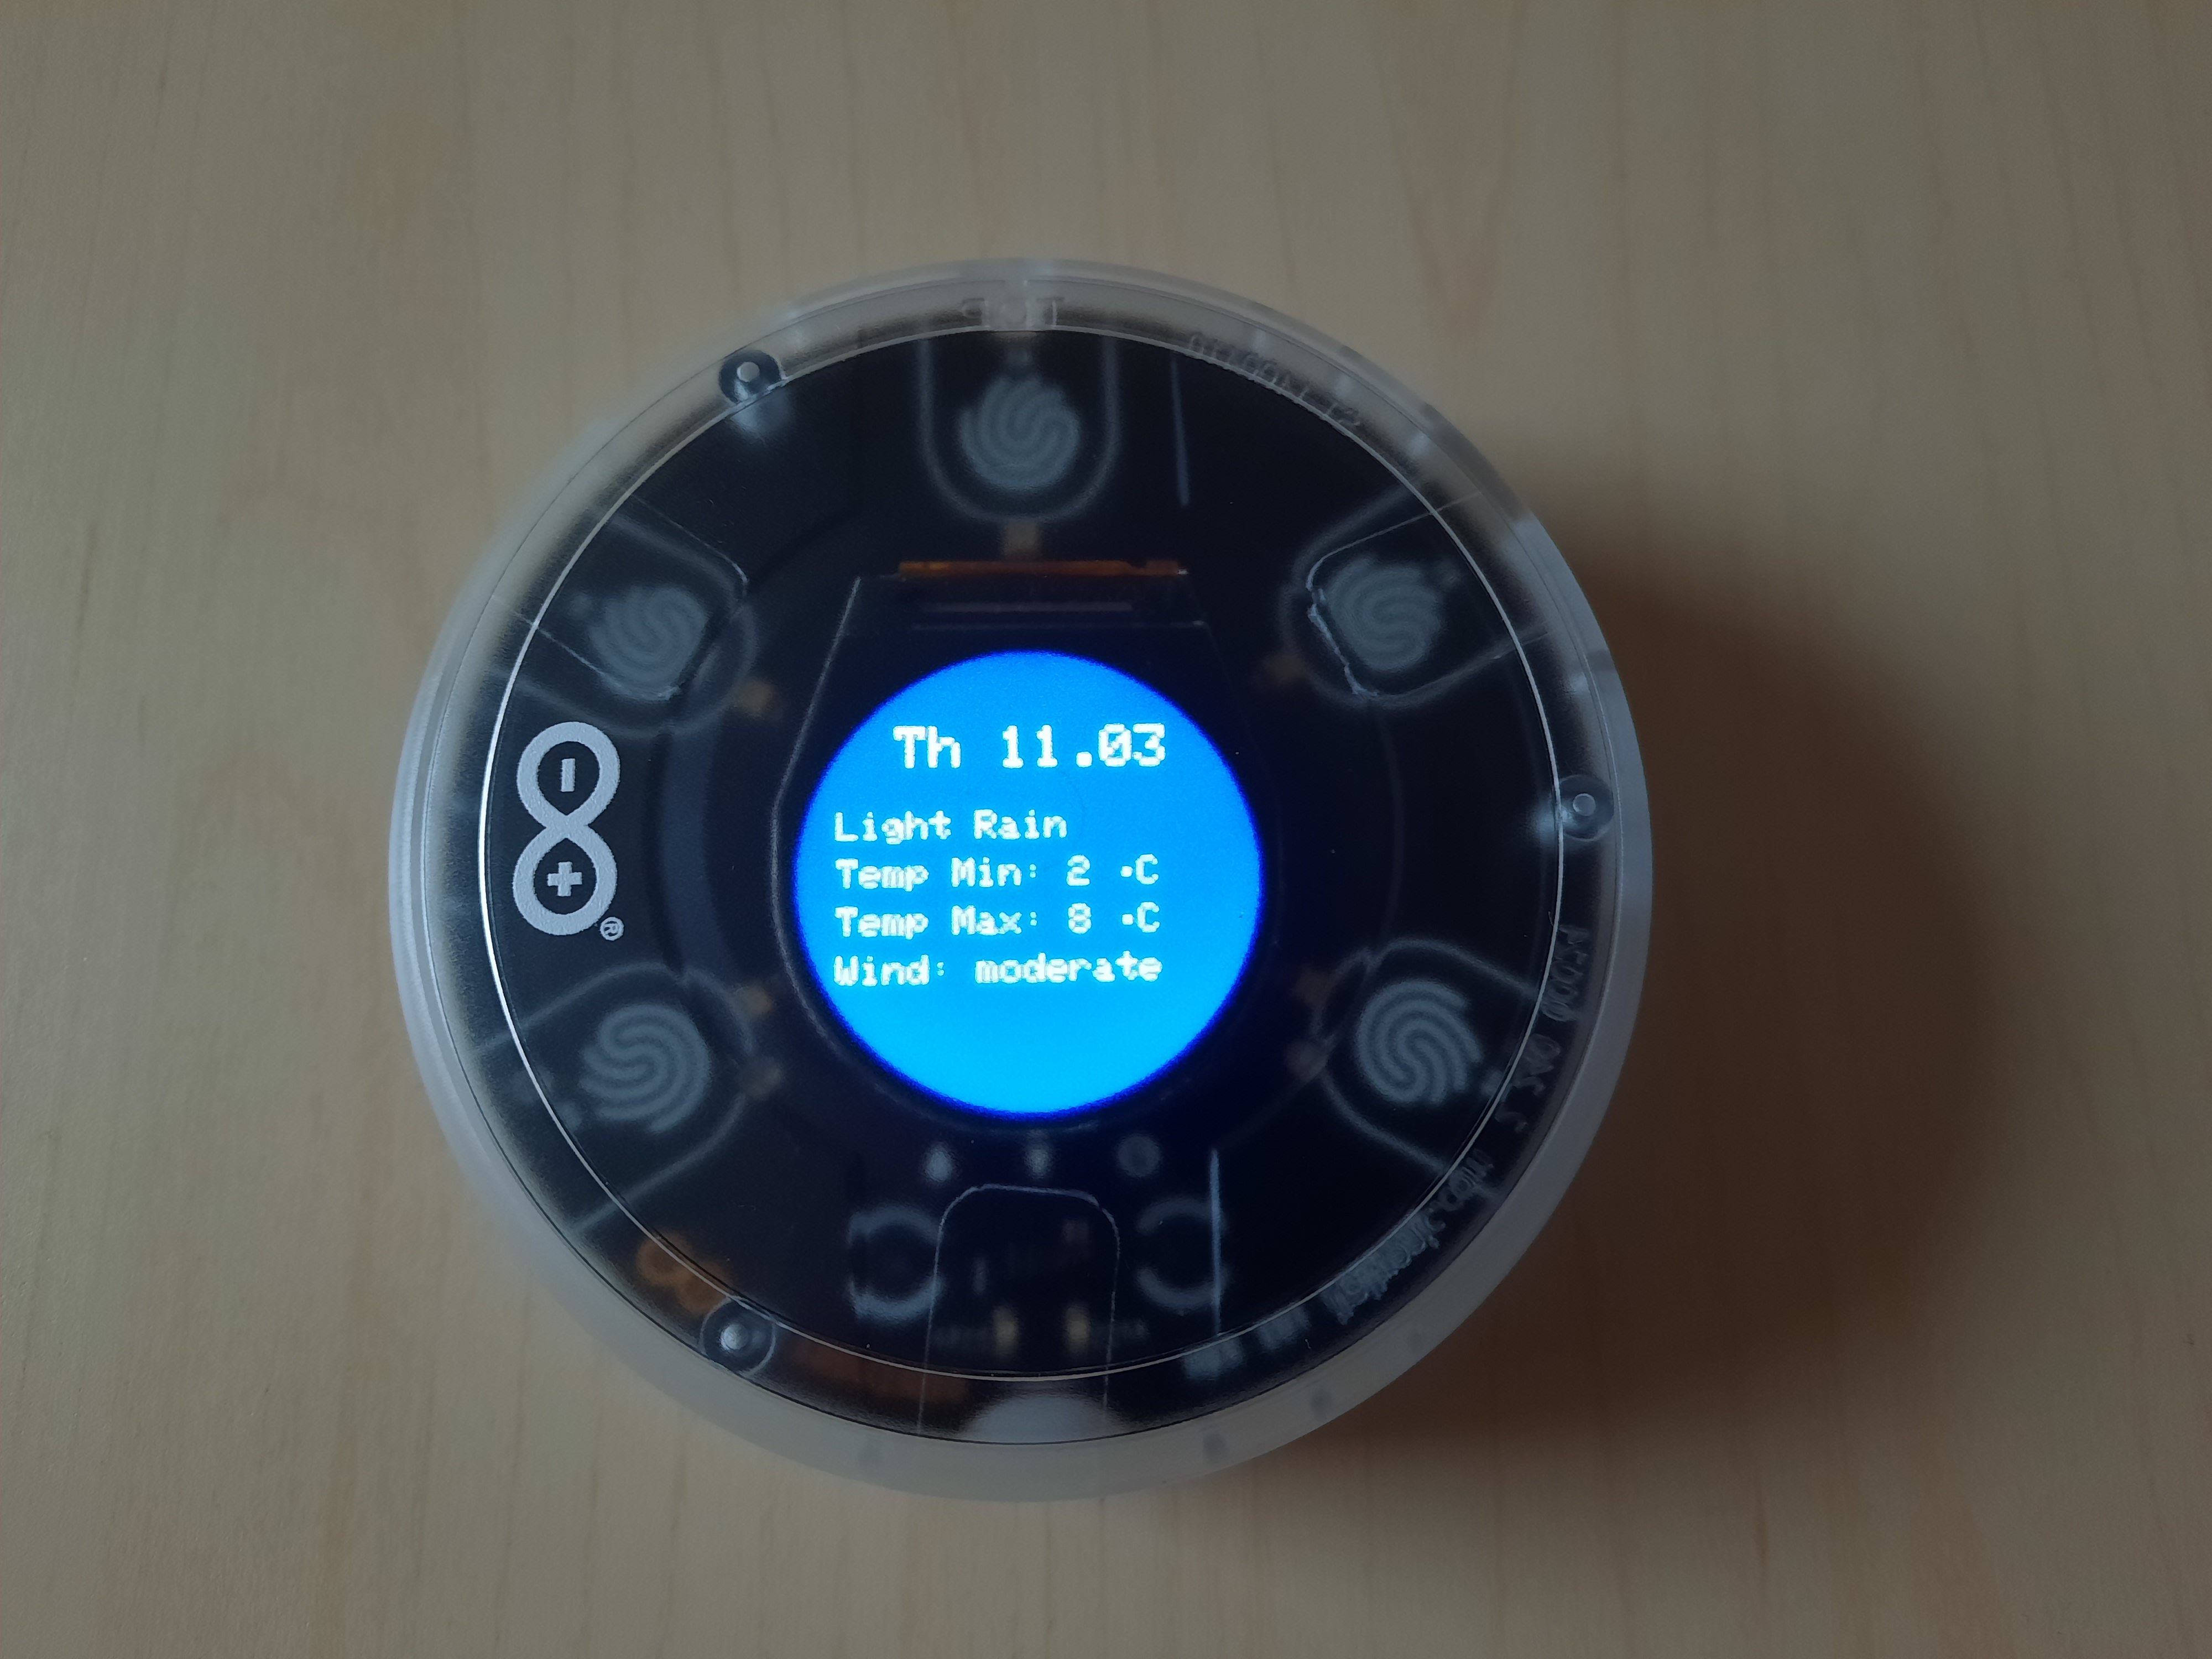 Th 11.03
Light Rain
Temp Min: 2 °C
Temp Max: 8 °C
Wind: moderate
®